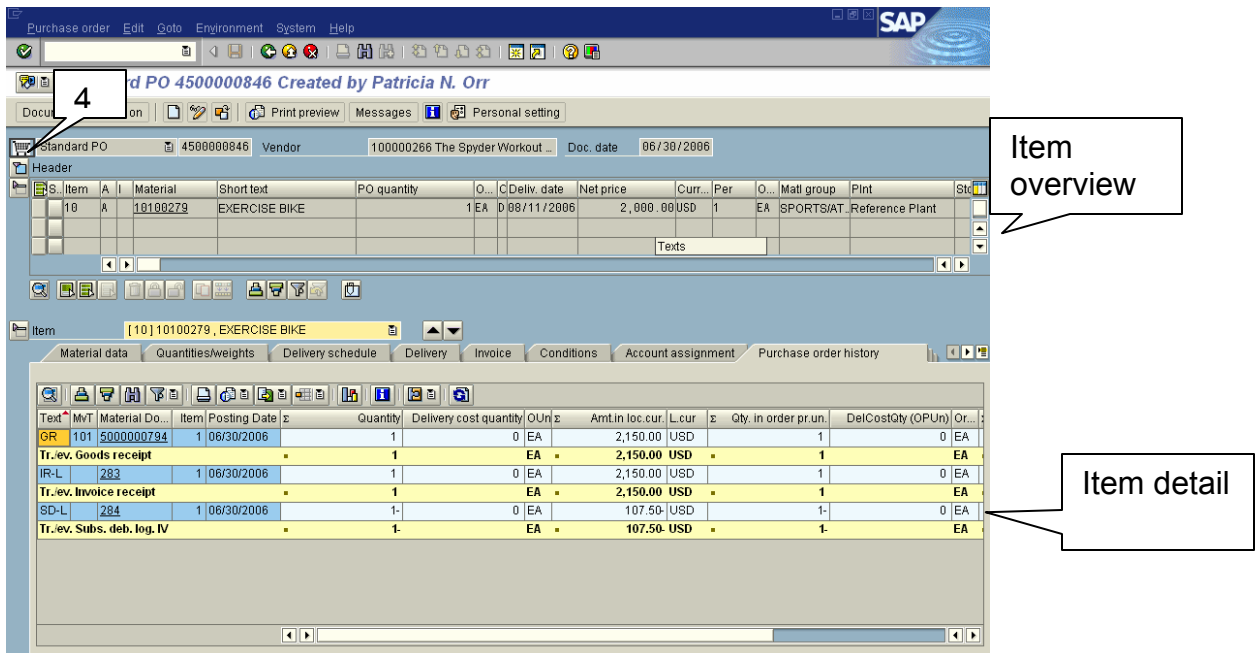 Purchase order Edit Goto Environment System Help
SAP
rd PO 4500000846 Created by Patricia N. Orr
4
Docu on Print preview Messages Personal setting
Standard PO 4500000846 Vendor 100000266 The Spyder Workout .. Doc. date 06/30/2006
Item overview
Header
S.. Item A I Material Short text PO quantity O... C Deliv. date Net price Curr... Per O... Matl group Plnt Sto
10 A 10100279 EXERCISE BIKE 1 EA D 08/11/2006 2,000.00 USD 1 EA SPORTS/AT.. Reference Plant
Texts
Item [10] 10100279 , EXERCISE BIKE
Material data Quantities/weights Delivery schedule Delivery Invoice Conditions Account assignment Purchase order history
Text MvT Material Do... Item Posting Date Σ Quantity Delivery cost quantity OUn Σ Amt.in loc.cur. L.cur Σ Qty. in order pr.un. DelCostQty (OPUn) Or... Σ
GR 101 5000000794 1 06/30/2006 1 0 EA 2,150.00 USD 1 0 EA
Tr./ev. Goods receipt 1 EA 2,150.00 USD 1 EA
IR-L 283 1 06/30/2006 1 0 EA 2,150.00 USD 1 0 EA
Tr./ev. Invoice receipt 1 EA 2,150.00 USD 1 EA
SD-L 284 1 06/30/2006 1- 0 EA 107.50- USD 1- 0 EA
Tr./ev. Subs. deb. log. IV 1- EA 107.50- USD 1- EA
Item detail